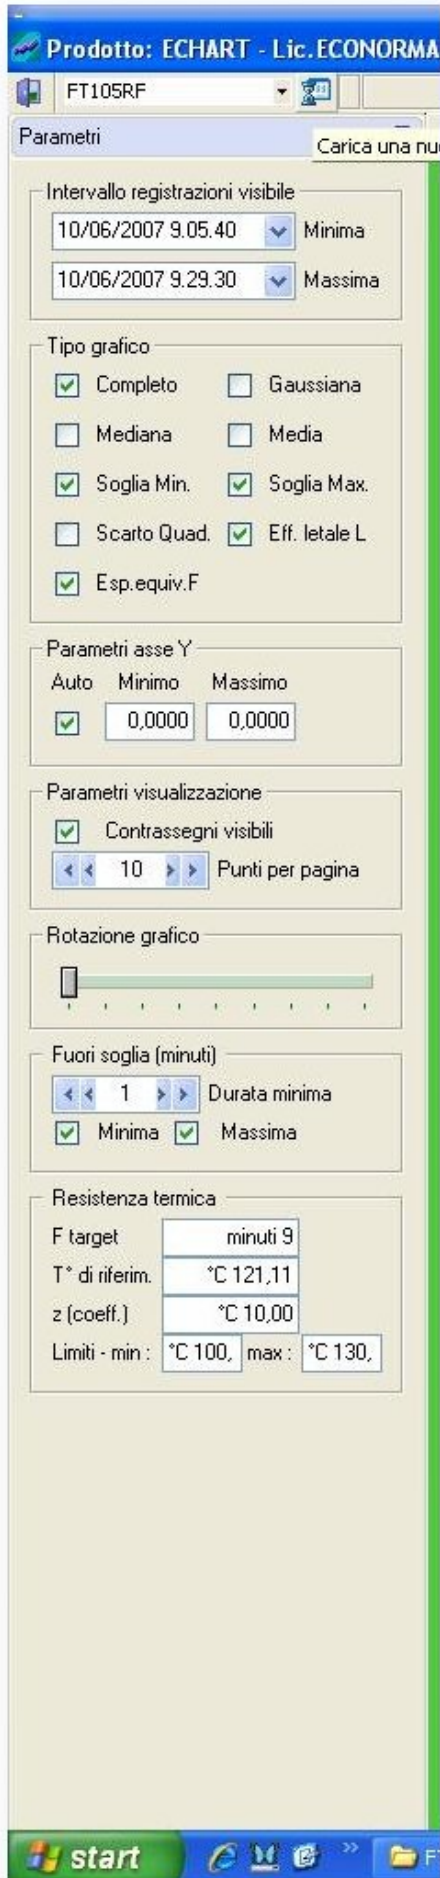 Prodotto: ECHART - Lic.ECONORMA
FT105RF
Parametri
Carica una
Intervallo registrazioni visibile
10/06/2007 9.05.40 Minima
10/06/2007 9.29.30 Massima
Tipo grafico
Completo Gaussiana
Mediana Media
Soglia Min. Soglia Max.
Scarto Quad. Eff. letale L
Esp.equiv.F
Parametri asse Y
Auto Minimo Massimo
0,0000 0,0000
Parametri visualizzazione
Contrassegni visibili
10 Punti per pagina
Rotazione grafico
Fuori soglia (minuti)
1 Durata minima
Minima Massima
Resistenza termica
F target minuti 9
T° di riferim. °C 121,11
z (coeff.) °C 10,00
Limiti - min : °C 100, max : °C 130,
start